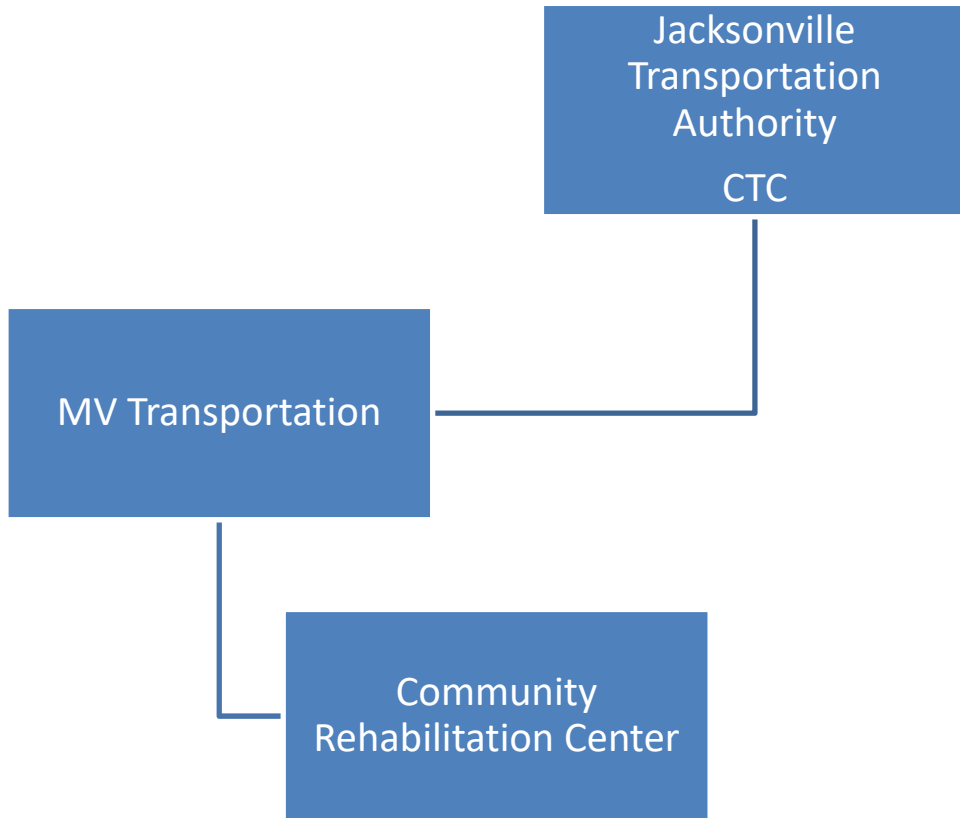 Jacksonville
Transportation
Authority
CTC
MV Transportation
Community
Rehabilitation Center